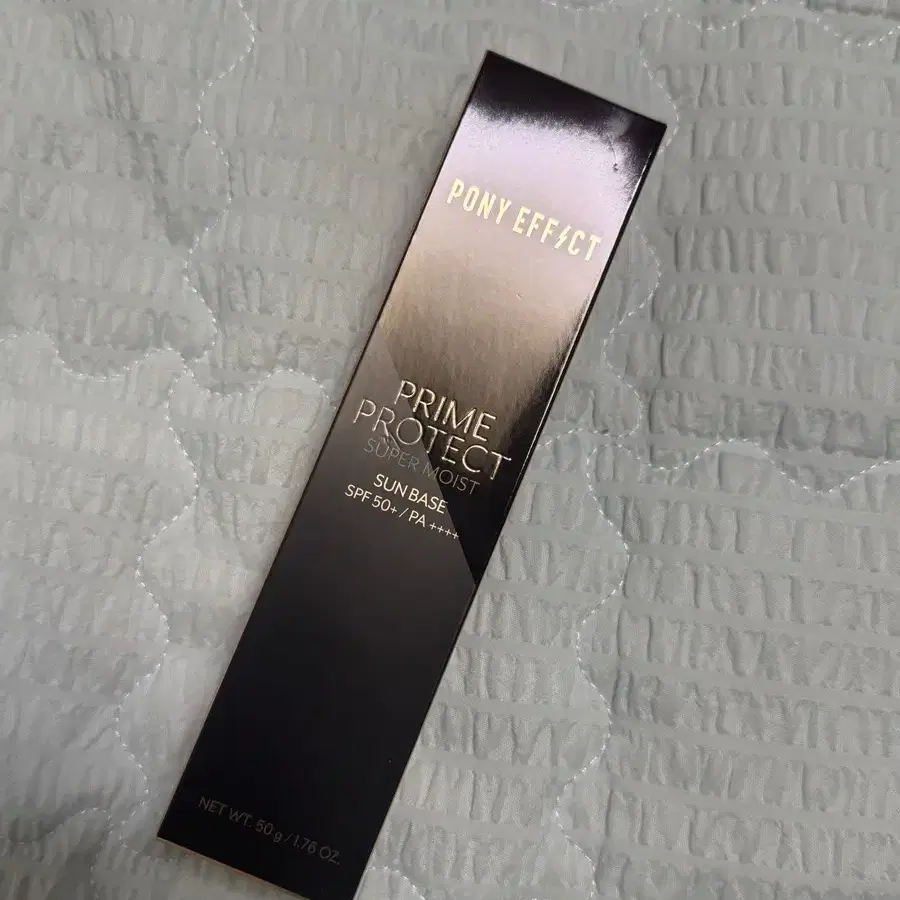 PONY EFFECT
PRIME
PROTECT
SUPER MOIST
SUN BASE
SPF 50+ / PA ++++
NET WT. 50 g / 1.76 OZ.